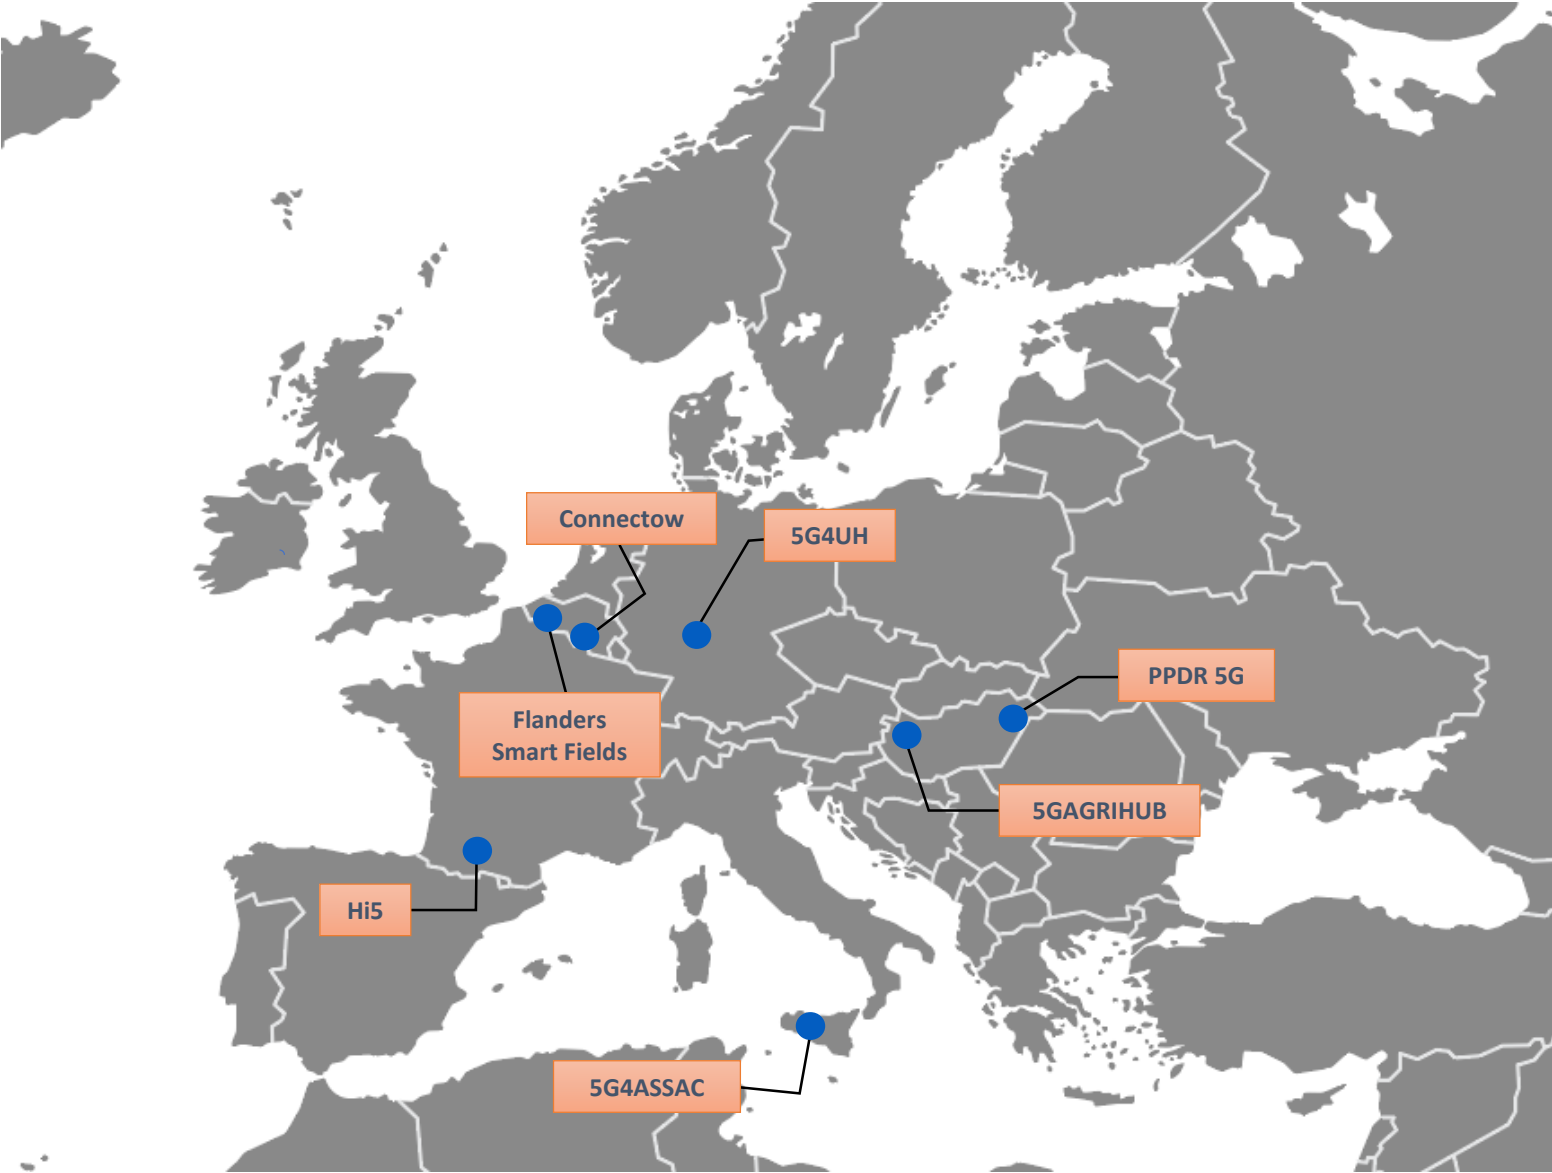 Connectow
5G4UH
PPDR 5G
Flanders
Smart Fields
5GAGRIHUB
Hi5
5G4ASSAC